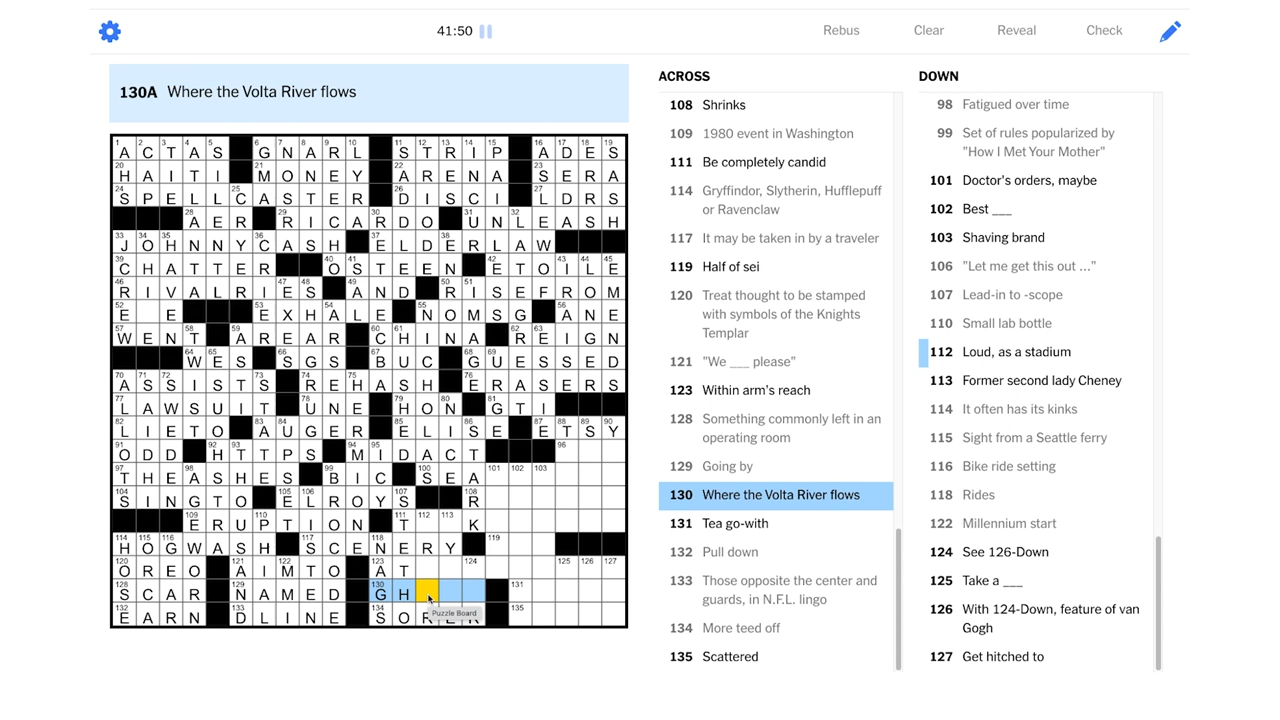 41:50
Rebus Clear Reveal Check
130A Where the Volta River flows
ACROSS
108 Shrinks
109 1980 event in Washington
111 Be completely candid
114 Gryffindor, Slytherin, Hufflepuff
or Ravenclaw
117 It may be taken in by a traveler
119 Half of sei
120 Treat thought to be stamped
with symbols of the Knights
Templar
121 "We ___ please"
123 Within arm's reach
128 Something commonly left in an
operating room
129 Going by
130 Where the Volta River flows
131 Tea go-with
132 Pull down
133 Those opposite the center and
guards, in N.F.L. lingo
134 More teed off
135 Scattered
DOWN
98 Fatigued over time
99 Set of rules popularized by
"How I Met Your Mother"
101 Doctor's orders, maybe
102 Best ___
103 Shaving brand
106 "Let me get this out ..."
107 Lead-in to -scope
110 Small lab bottle
112 Loud, as a stadium
113 Former second lady Cheney
114 It often has its kinks
115 Sight from a Seattle ferry
116 Bike ride setting
118 Rides
122 Millennium start
124 See 126-Down
125 Take a ___
126 With 124-Down, feature of van
Gogh
127 Get hitched to
A C T A S G N A R L S T R I P A D E S
H A I T I M O N E Y A R E N A S E R A
S P E L L C A S T E R D I S C I L D R S
A E R R I C A R D O U N L E A S H
J O H N N Y C A S H E L D E R L A W
C H A T T E R O S T E E N E T O I L E
R I V A L R I E S A N D R I S E F R O M
E E E X H A L E N O M S G A N E
W E N T A R E A R C H I N A R E I G N
W E S S G S B U C G U E S S E D
A S S I S T S R E H A S H E R A S E R S
L A W S U I T U N E H O N G T I
L I E T O A U G E R E L I S E E T S Y
O D D H T T P S M I D A C T
T H E A S H E S B I C S E A
S I N G T O E L R O Y S R
E R U P T I O N T K
H O G W A S H S C E N E R Y
O R E O A I M T O A T
S C A R N A M E D G H
E A R N D L I N E S O R E R
Puzzle Board